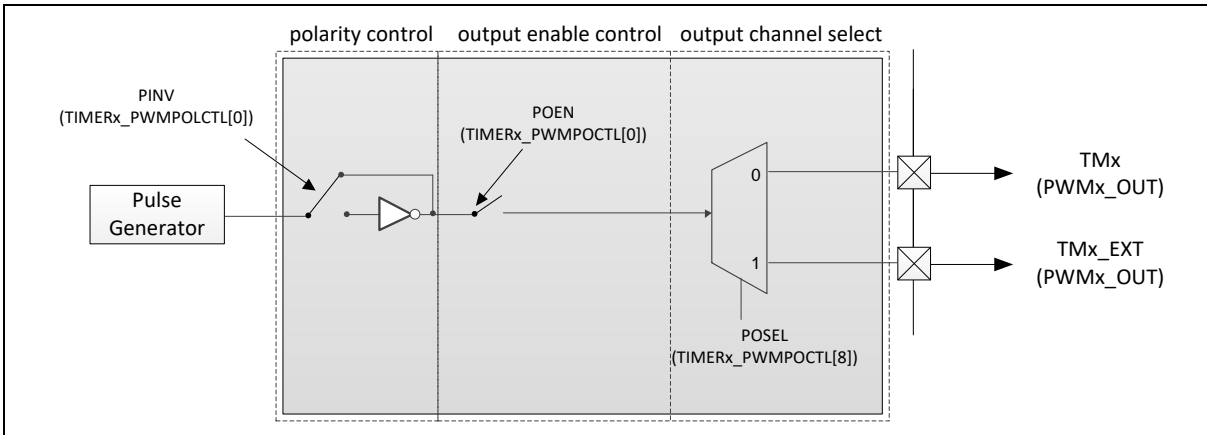 polarity control
output enable control
output channel select
PINV
(TIMERx_PWMPOLCTL[0])
POEN
(TIMERx_PWMPOCTL[0])
Pulse
Generator
0
1
POSEL
(TIMERx_PWMPOCTL[8])
TMx
(PWMx_OUT)
TMx_EXT
(PWMx_OUT)